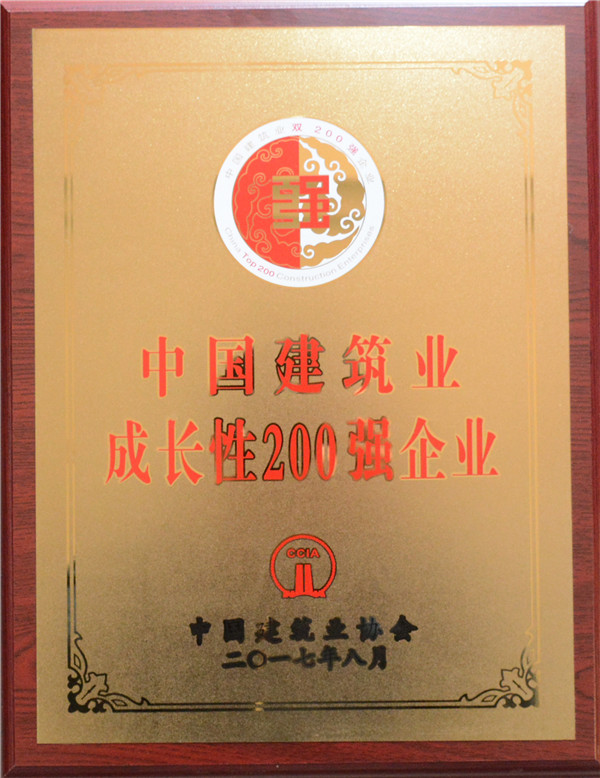 中国建筑业双200强企业
强
China Top 200 Construction Enterprises
中国建筑业
成长性200强企业
CCIA
中国建筑业协会
二〇一七年八月